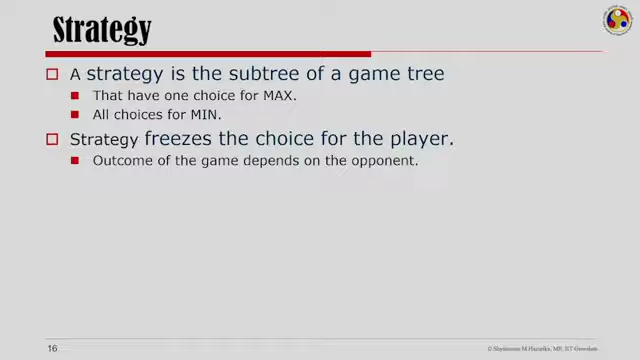 Strategy
A strategy is the subtree of a game tree
That have one choice for MAX.
All choices for MIN.
Strategy freezes the choice for the player.
Outcome of the game depends on the opponent.
16
© Shyamanta M Hazarika, ME, IIT Guwahati